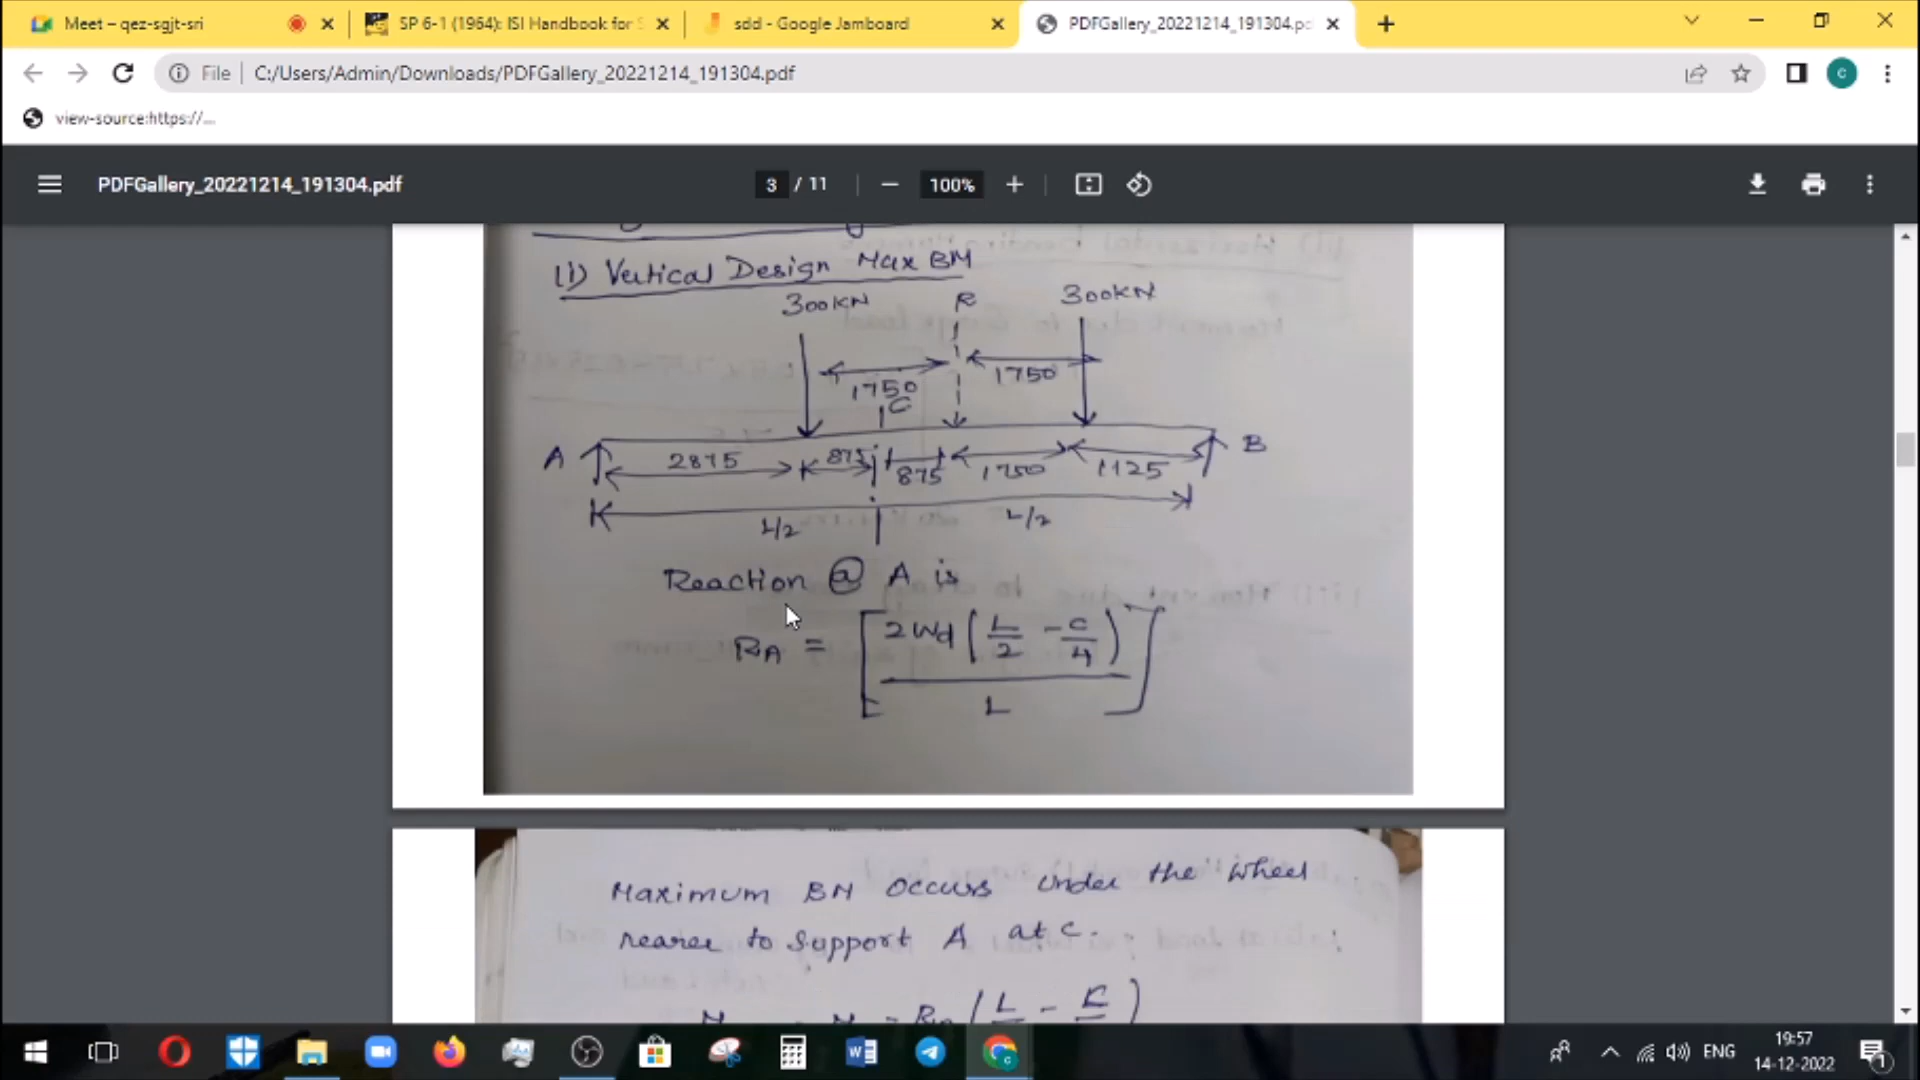 Meet – qez-sgjt-sri
SP 6-1 (1964): ISI Handbook for S
sdd - Google Jamboard
PDFGallery_20221214_191304.pd
File
C:/Users/Admin/Downloads/PDFGallery_20221214_191304.pdf
C
view-source:https://...
PDFGallery_20221214_191304.pdf
3 / 11
100%
(i) Vertical Design Max BM
300KN R 300KN
1750 1750
C
A 2875 875 875 1750 1125 B
L/2 L/2
Reaction @ A is
RA = [2Wd (L/2 - C/4) / L]
Maximum BM occurs under the wheel
nearer to support A at C.
19:57
ENG
14-12-2022
1